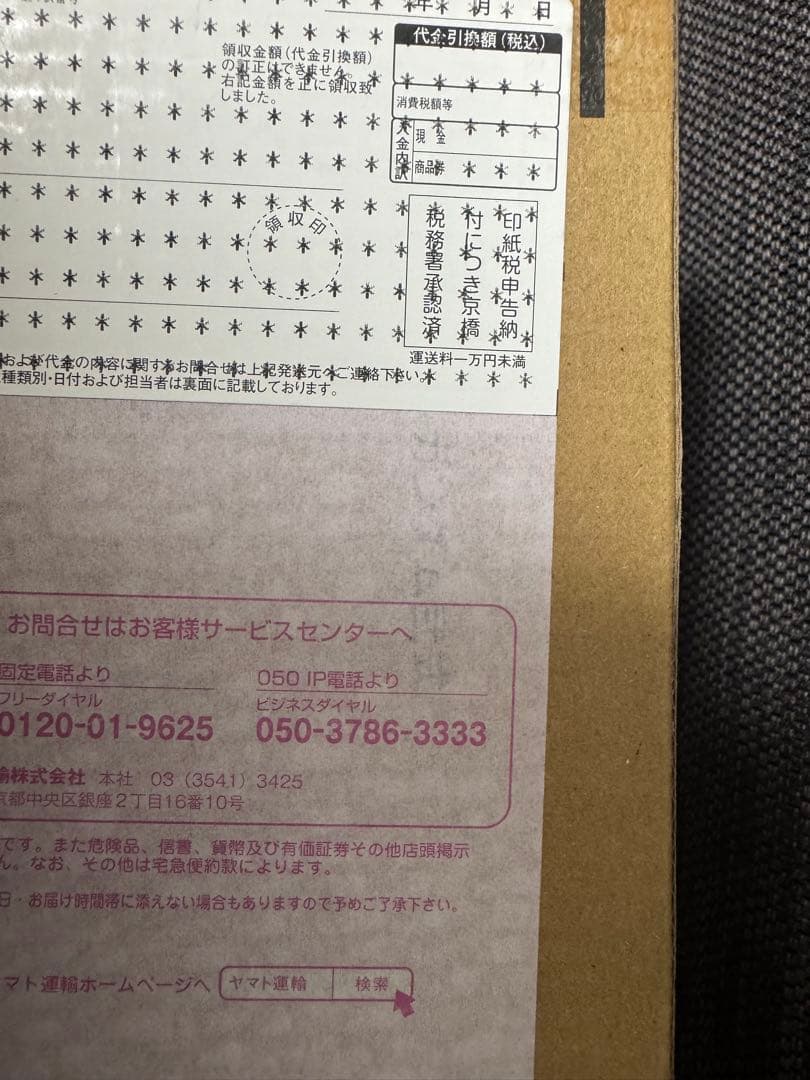 年 月 日
代金引換額(税込)
領収金額(代金引換額)
の訂正はできません。
右記金額を正に領収致
しました。
消費税額等
入金内訳
現金
商品券
領収印
印紙税申告納
付につき京橋
税務署承認済
運送料一万円未満
および代金の内容に関するお問合せは上記発送元へご連絡下さい。
種類別・日付および担当者は裏面に記載しております。
お問合せはお客様サービスセンターへ
固定電話より
フリーダイヤル
0120-01-9625
050 IP電話より
ビジネスダイヤル
050-3786-3333
輸株式会社 本社 03(3541)3425
京都中央区銀座2丁目16番10号
です。また危険品、信書、貨幣及び有価証券その他店頭掲示
ん。なお、その他は宅急便約款によります。
日・お届け時間帯に添えない場合もありますので予めご了承下さい。
マト運輸ホームページへ ヤマト運輸 検索